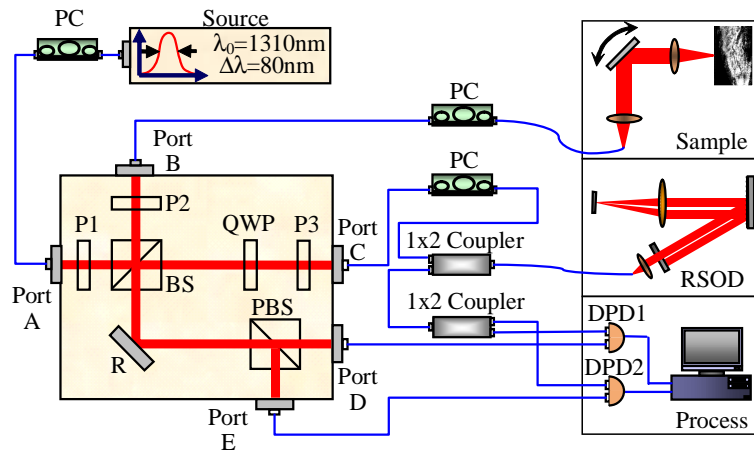 PC
Source
λ₀=1310nm
Δλ=80nm
PC
Sample
Port
B
PC
P1
P2
QWP
P3
Port
C
BS
1x2 Coupler
RSOD
Port
A
1x2 Coupler
PBS
DPD1
R
DPD2
Port
D
Port
E
Process